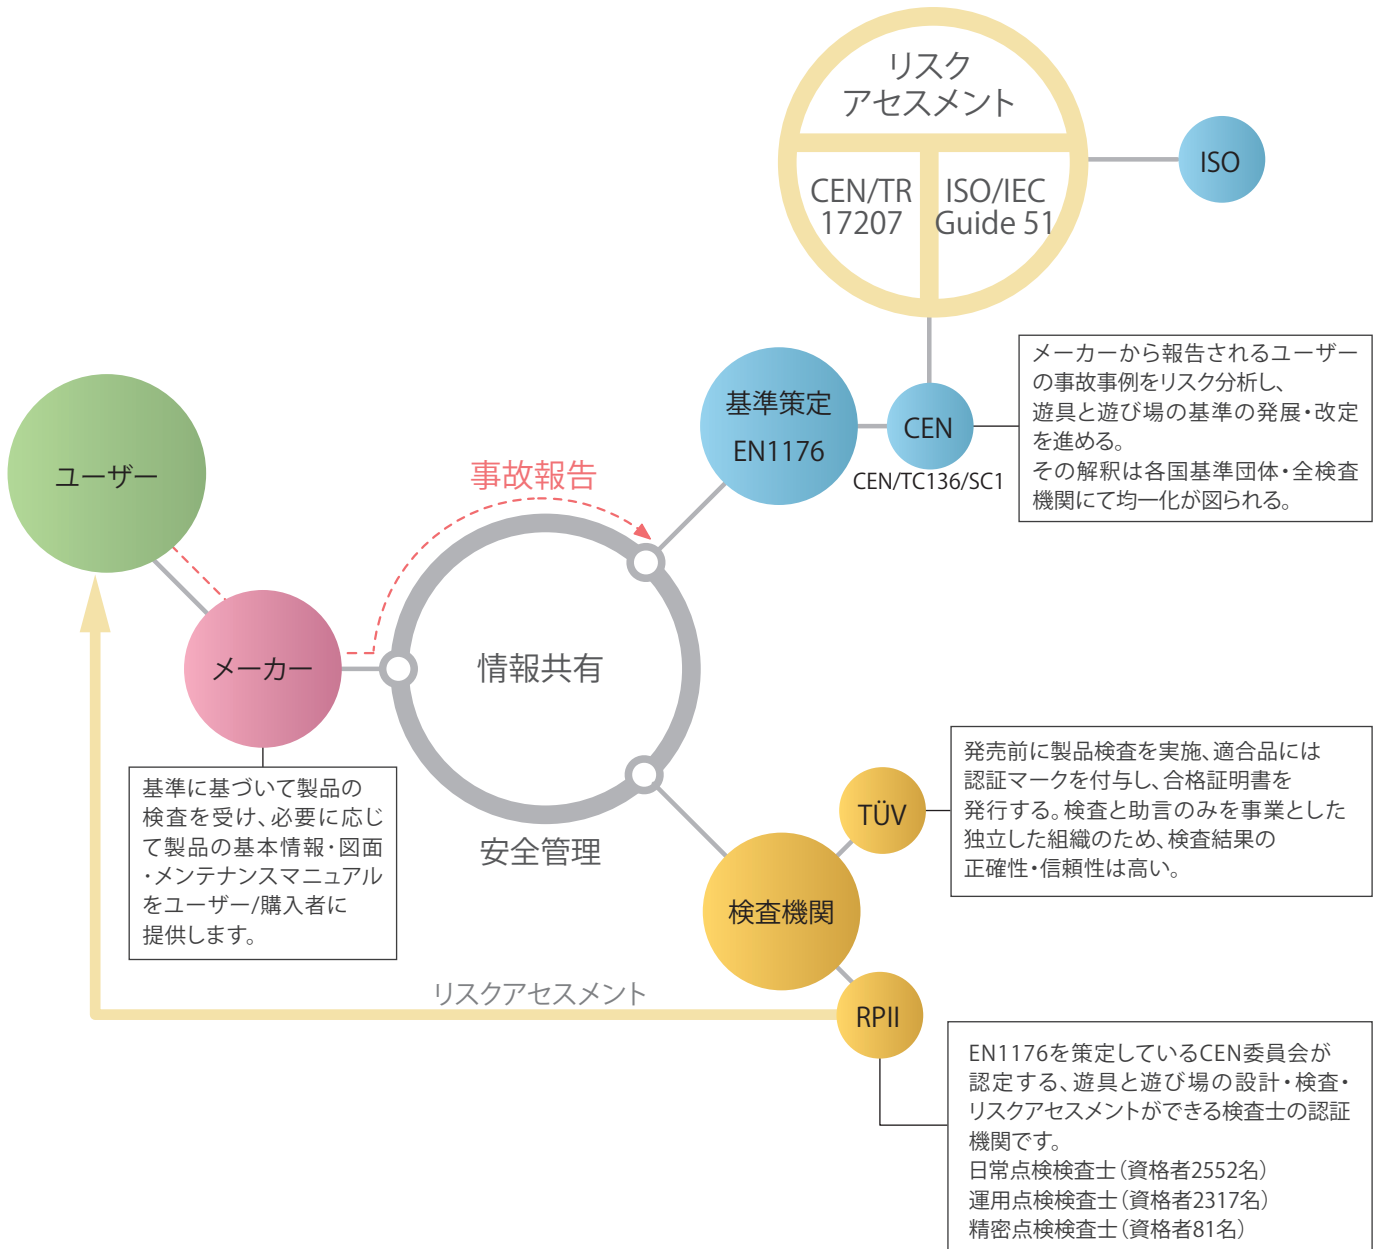 リスク
アセスメント
CEN/TR
17207
ISO/IEC
Guide 51
ISO
メーカーから報告されるユーザー
の事故事例をリスク分析し、
遊具と遊び場の基準の発展・改定
を進める。
その解釈は各国基準団体・全検査
機関にて均一化が図られる。
基準策定
EN1176
CEN
CEN/TC136/SC1
ユーザー
事故報告
メーカー
情報共有
安全管理
基準に基づいて製品の
検査を受け、必要に応じ
て製品の基本情報・図面
・メンテナンスマニュアル
をユーザー/購入者に
提供します。
TÜV
発売前に製品検査を実施、適合品には
認証マークを付与し、合格証明書を
発行する。検査と助言のみを事業とした
独立した組織のため、検査結果の
正確性・信頼性は高い。
検査機関
リスクアセスメント
RPII
EN1176を策定しているCEN委員会が
認定する、遊具と遊び場の設計・検査・
リスクアセスメントができる検査士の認証
機関です。
日常点検検査士（資格者2552名）
運用点検検査士（資格者2317名）
精密点検検査士（資格者81名）